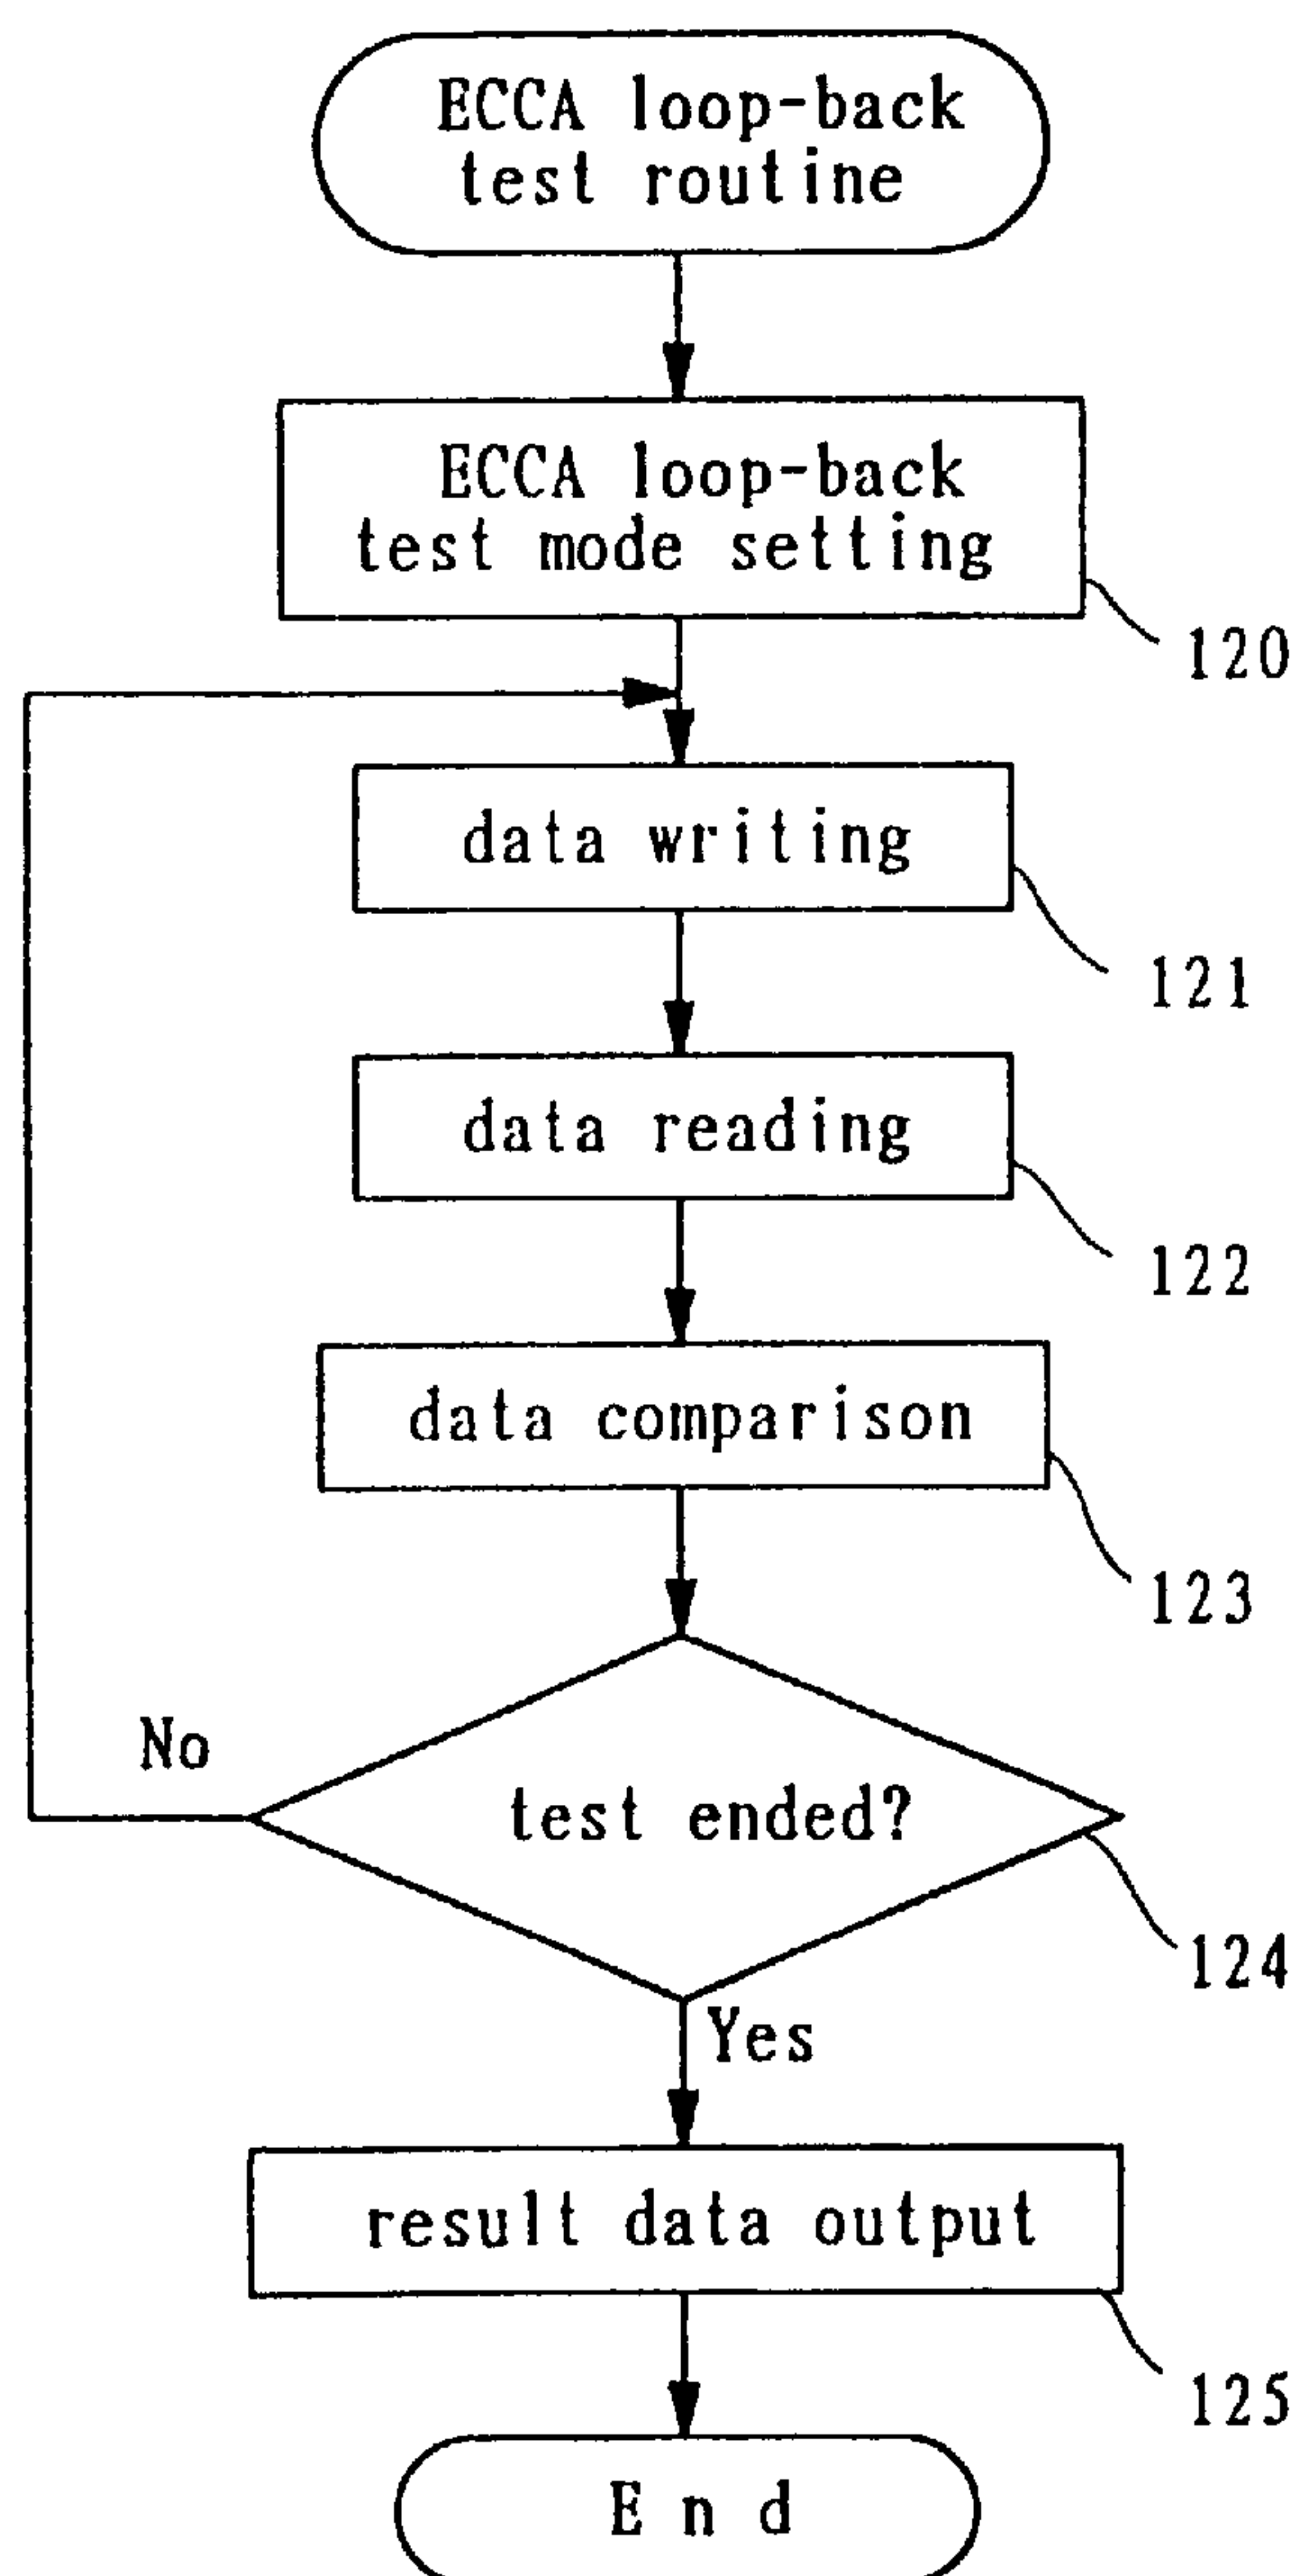 ECCA loop-back
test routine
ECCA loop-back
test mode setting
120
data writing
121
data reading
122
data comparison
123
No
test ended?
124
Yes
result data output
125
End